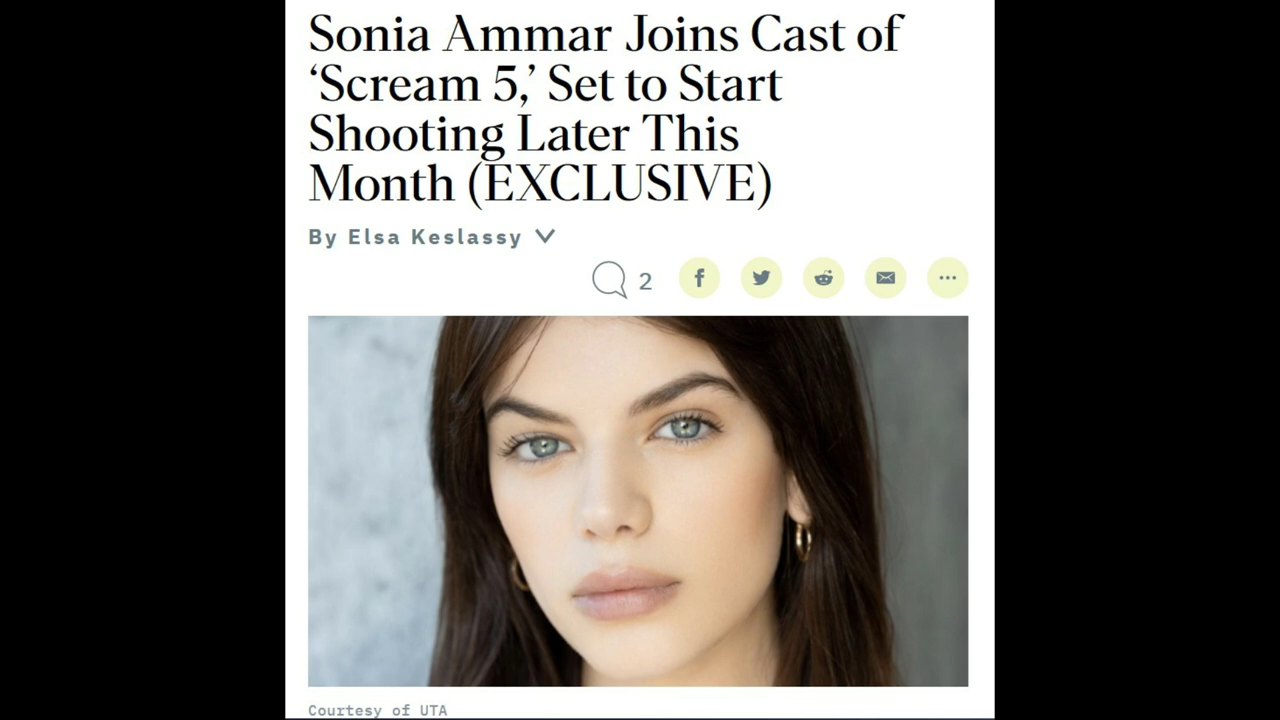 Sonia Ammar Joins Cast of
‘Scream 5,’ Set to Start
Shooting Later This
Month (EXCLUSIVE)
By Elsa Keslassy
2
Courtesy of UTA